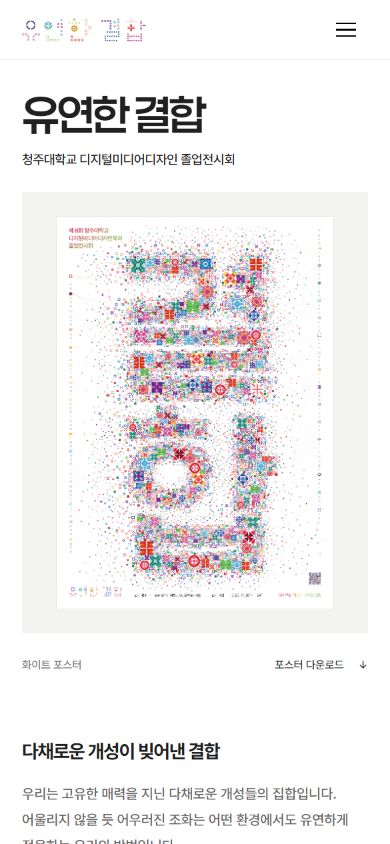 유연한 결합
유연한 결합
청주대학교 디지털미디어디자인 졸업전시회
제 8회 청주대학교
디지털미디어디자인학과
졸업전시회
유연한 결합
화이트 포스터
포스터 다운로드 ↓
다채로운 개성이 빚어낸 결합
우리는 고유한 매력을 지닌 다채로운 개성들의 집합입니다.
어울리지 않을 듯 어우러진 조화는 어떤 환경에서도 유연하게